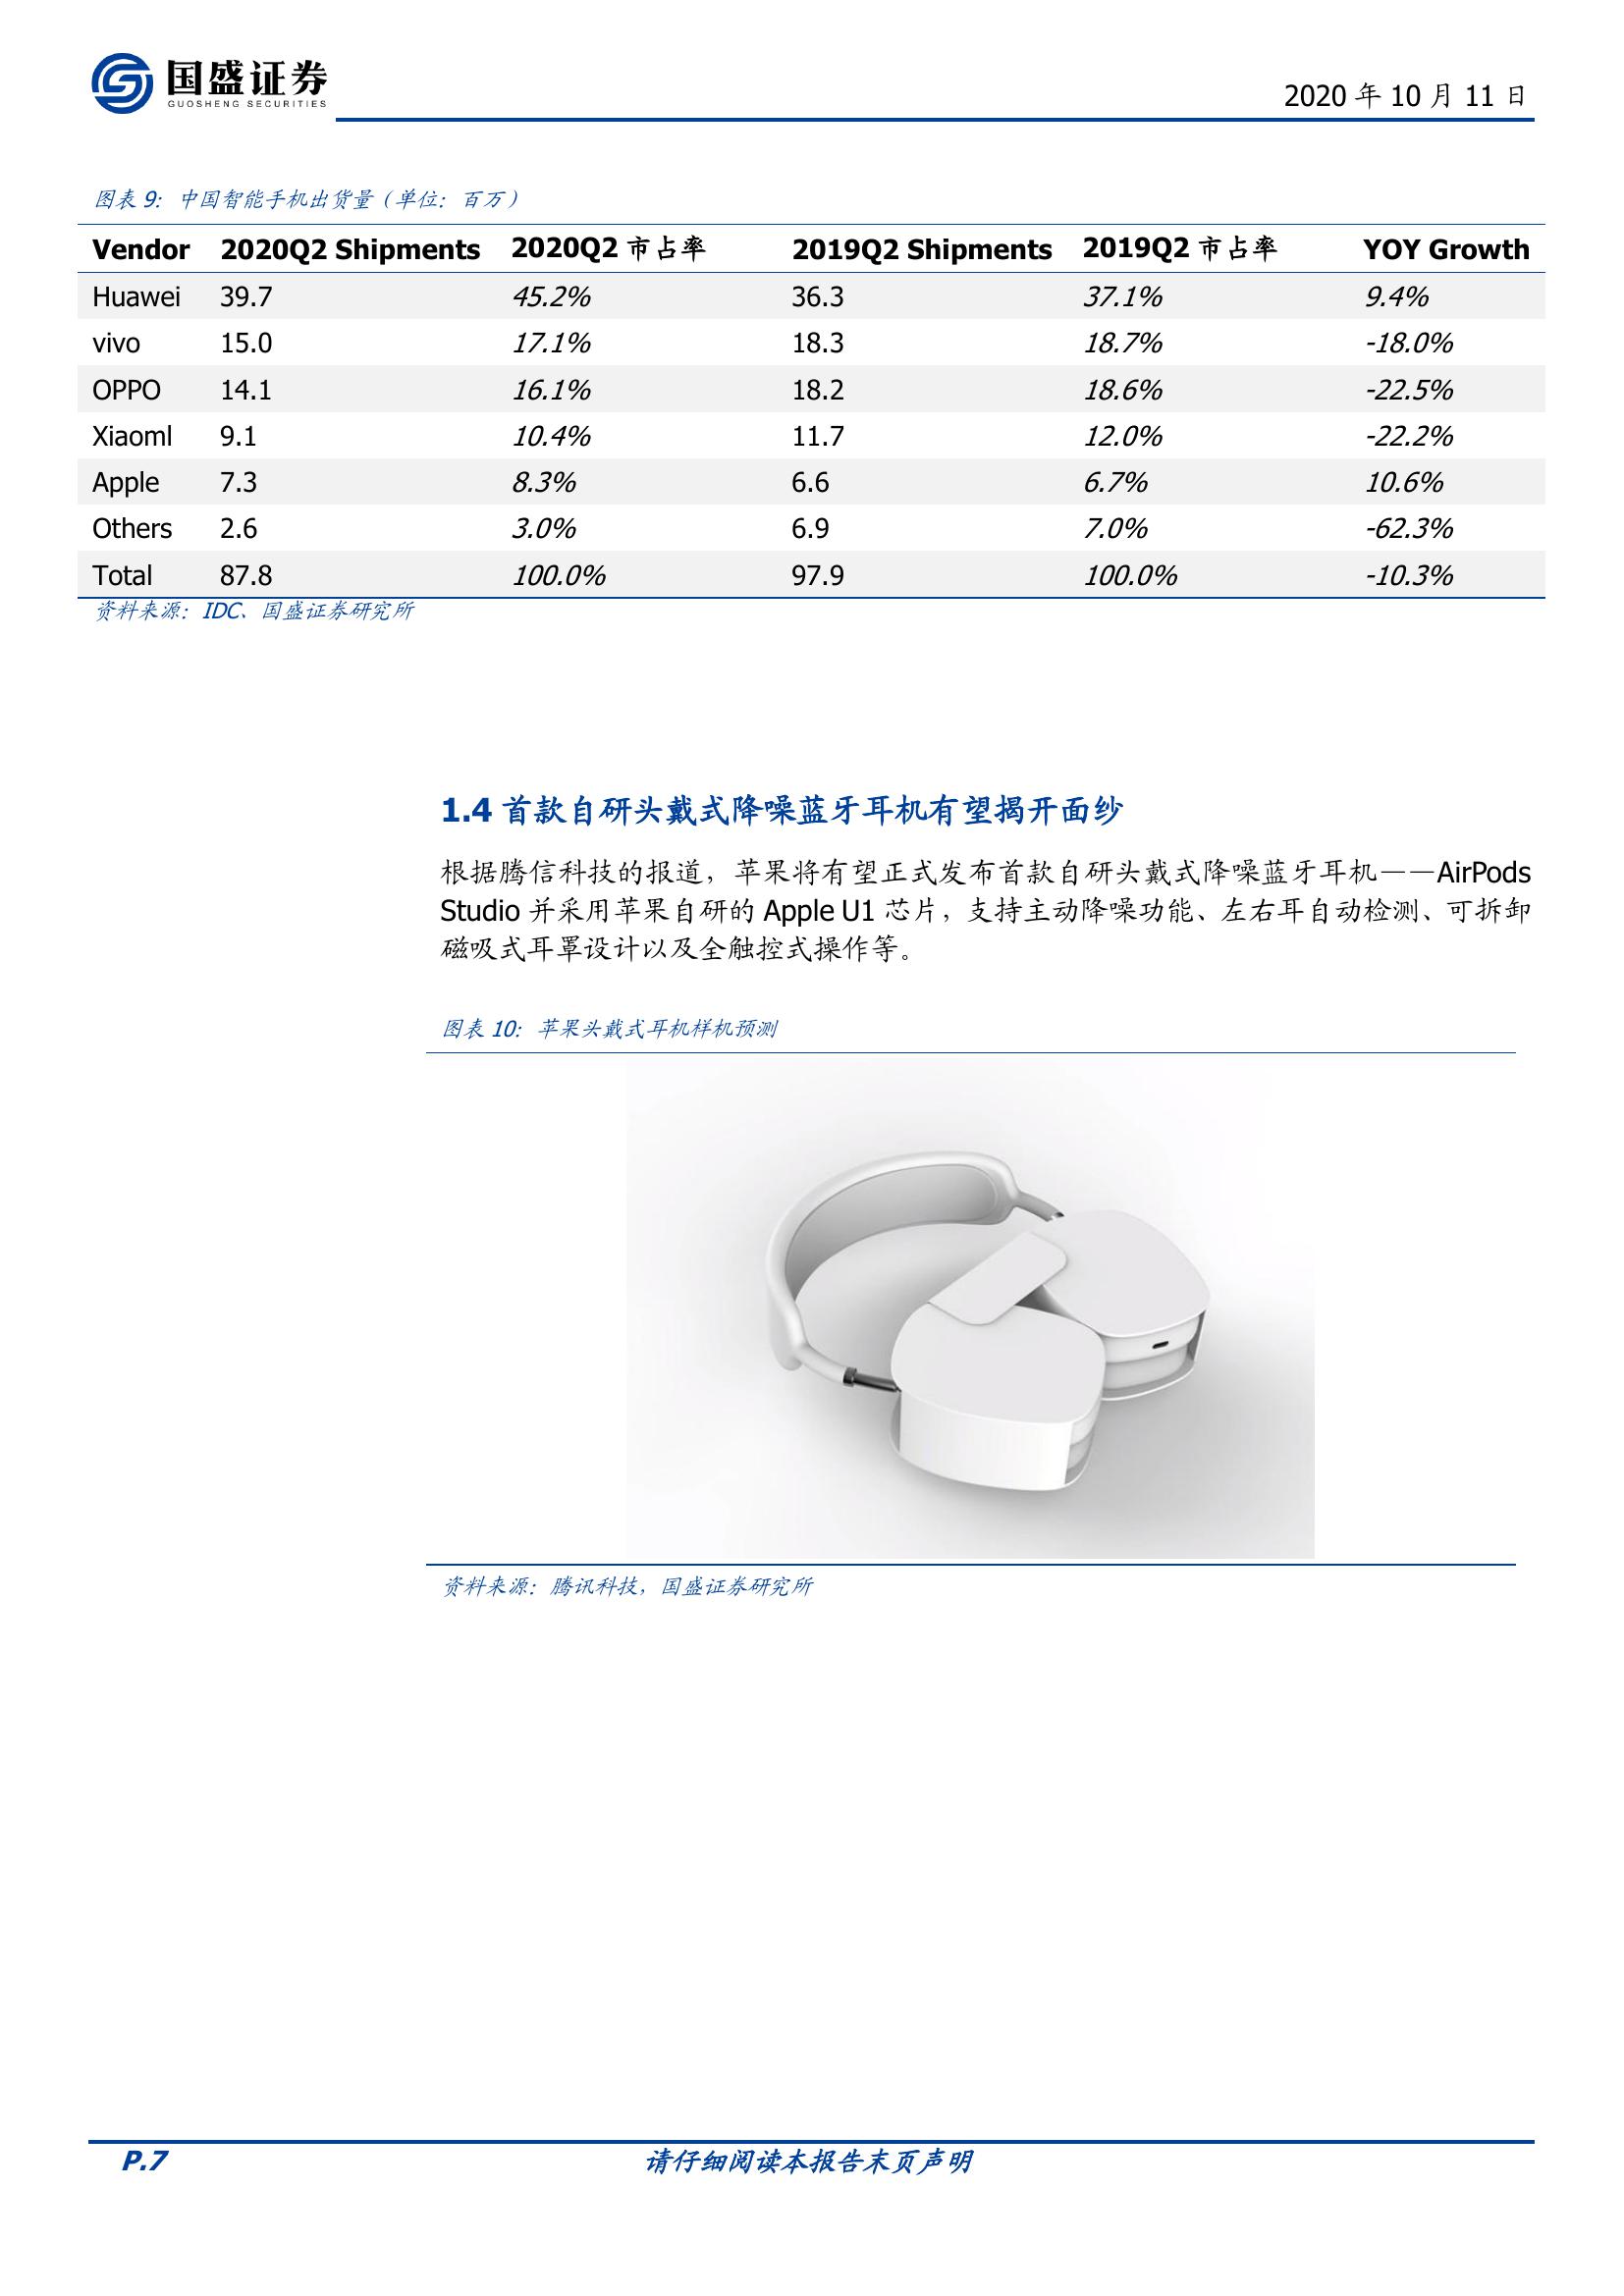 国盛证券
GUOSHENG SECURITIES
2020 年 10 月 11 日
图表 9: 中国智能手机出货量（单位：百万）
Vendor 2020Q2 Shipments 2020Q2 市占率 2019Q2 Shipments 2019Q2 市占率 YOY Growth
Huawei 39.7 45.2% 36.3 37.1% 9.4%
vivo 15.0 17.1% 18.3 18.7% -18.0%
OPPO 14.1 16.1% 18.2 18.6% -22.5%
Xiaoml 9.1 10.4% 11.7 12.0% -22.2%
Apple 7.3 8.3% 6.6 6.7% 10.6%
Others 2.6 3.0% 6.9 7.0% -62.3%
Total 87.8 100.0% 97.9 100.0% -10.3%
资料来源：IDC、国盛证券研究所
1.4 首款自研头戴式降噪蓝牙耳机有望揭开面纱
根据腾信科技的报道，苹果将有望正式发布首款自研头戴式降噪蓝牙耳机——AirPods
Studio 并采用苹果自研的 Apple U1 芯片，支持主动降噪功能、左右耳自动检测、可拆卸
磁吸式耳罩设计以及全触控式操作等。
图表 10: 苹果头戴式耳机样机预测
资料来源：腾讯科技，国盛证券研究所
P.7 请仔细阅读本报告末页声明